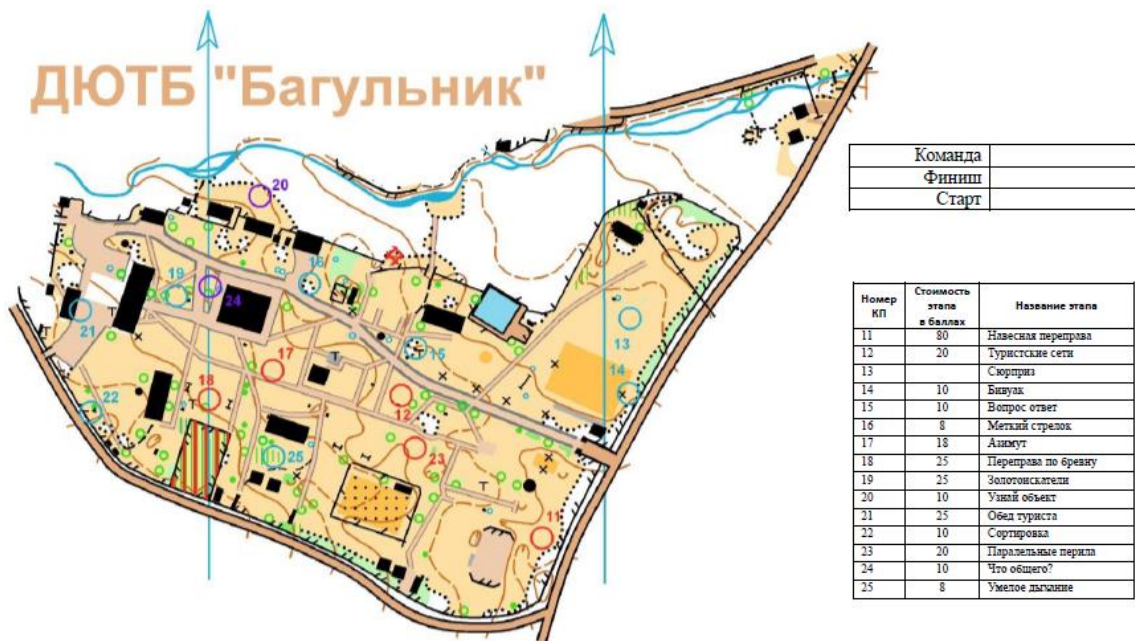 ДЮТБ "Багульник"
20
19
24
16
21
15
13
17
14
18
12
22
25
23
11
Команда
Финиш
Старт
Номер КП Стоимость этапа в баллах Название этапа
11 80 Навесная переправа
12 20 Туристские сети
13 Сюрприз
14 10 Бивуак
15 10 Вопрос ответ
16 8 Меткий стрелок
17 18 Азимут
18 25 Переправа по бревну
19 25 Золотоискатели
20 10 Узнай объект
21 25 Обед туриста
22 10 Сортировка
23 20 Паралельные перила
24 10 Что общего?
25 8 Умелое дыхание